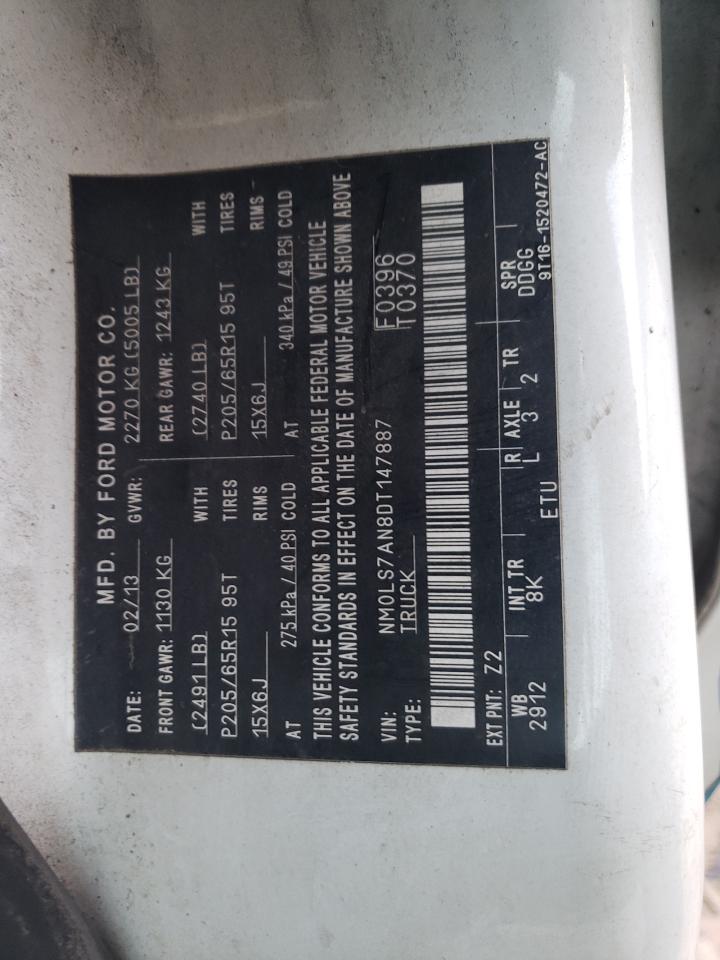 MFD. BY FORD MOTOR CO.
DATE: 02/13 GVWR: 2270 KG (5005 LB)
FRONT GAWR: 1130 KG REAR GAWR: 1243 KG
(2491LB) WITH (2740 LB) WITH
P205/65R15 95T TIRES P205/65R15 95T TIRES
15X6J RIMS 15X6J RIMS
AT 275 kPa / 40 PSI COLD AT 340 kPa / 49 PSI COLD
THIS VEHICLE CONFORMS TO ALL APPLICABLE FEDERAL MOTOR VEHICLE
SAFETY STANDARDS IN EFFECT ON THE DATE OF MANUFACTURE SHOWN ABOVE
VIN: NM0LS7AN8DT147887 F0396
TYPE: TRUCK T0370
EXT PNT: Z2
WB INT TR R AXLE TR SPR
2912 8K L 3 2 DDGG
ETU 9T16-1520472-AC